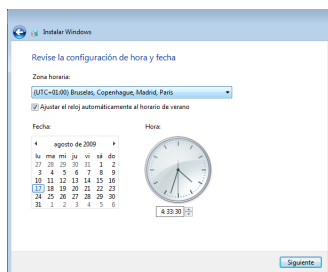 Instalar Windows
Revise la configuración de hora y fecha
Zona horaria:
(UTC+01:00) Bruselas, Copenhague, Madrid, París
Ajustar el reloj automáticamente al horario de verano
Fecha:
Hora:
agosto de 2009
lu ma mi ju vi sá do
27 28 29 30 31 1 2
3 4 5 6 7 8 9
10 11 12 13 14 15 16
17 18 19 20 21 22 23
24 25 26 27 28 29 30
31 1 2 3 4 5 6
4:33:30
Siguiente